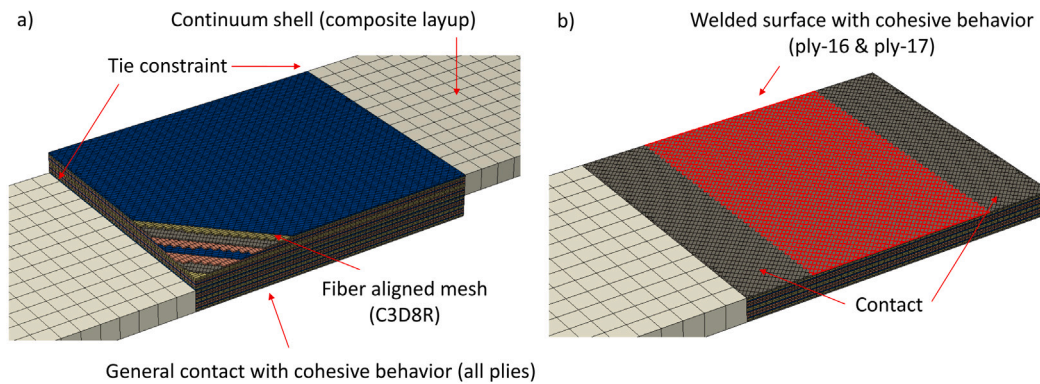 a)
Continuum shell (composite layup)
Tie constraint
Fiber aligned mesh
(C3D8R)
General contact with cohesive behavior (all plies)
b)
Welded surface with cohesive behavior
(ply-16 & ply-17)
Contact